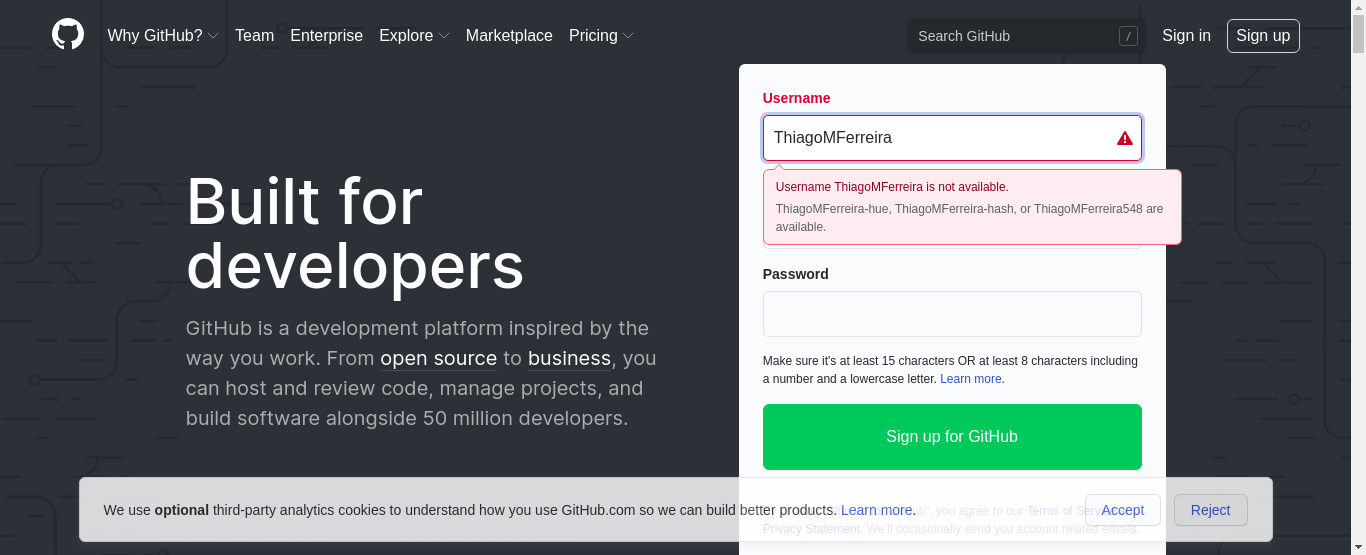 Why GitHub? Team Enterprise Explore Marketplace Pricing Search GitHub / Sign in Sign up
Built for
developers
GitHub is a development platform inspired by the
way you work. From open source to business, you
can host and review code, manage projects, and
build software alongside 50 million developers.
Username
ThiagoMFerreira
Username ThiagoMFerreira is not available.
ThiagoMFerreira-hue, ThiagoMFerreira-hash, or ThiagoMFerreira548 are
available.
Password
Make sure it's at least 15 characters OR at least 8 characters including
a number and a lowercase letter. Learn more.
Sign up for GitHub
We use optional third-party analytics cookies to understand how you use GitHub.com so we can build better products. Learn more.
Accept Reject
you agree to our Terms of
Privacy Statement. We'll occasionally send you account related emails.